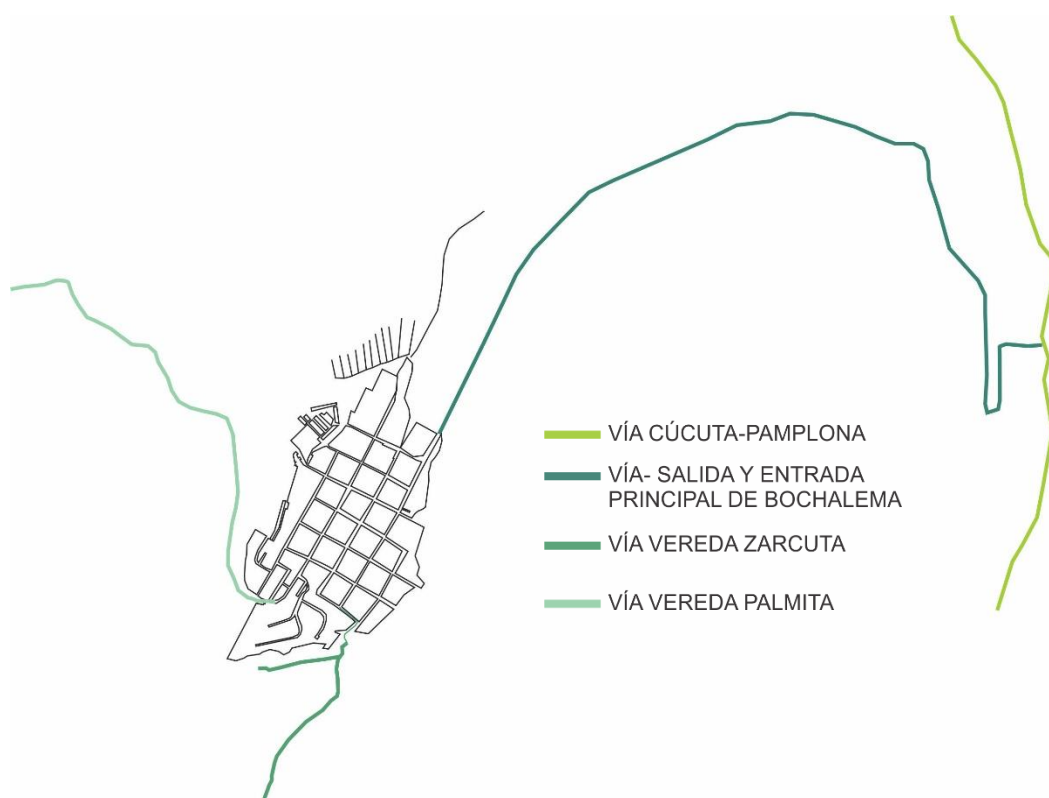 VÍA CÚCUTA-PAMPLONA
VÍA- SALIDA Y ENTRADA
PRINCIPAL DE BOCHALEMA
VÍA VEREDA ZARCUTA
VÍA VEREDA PALMITA